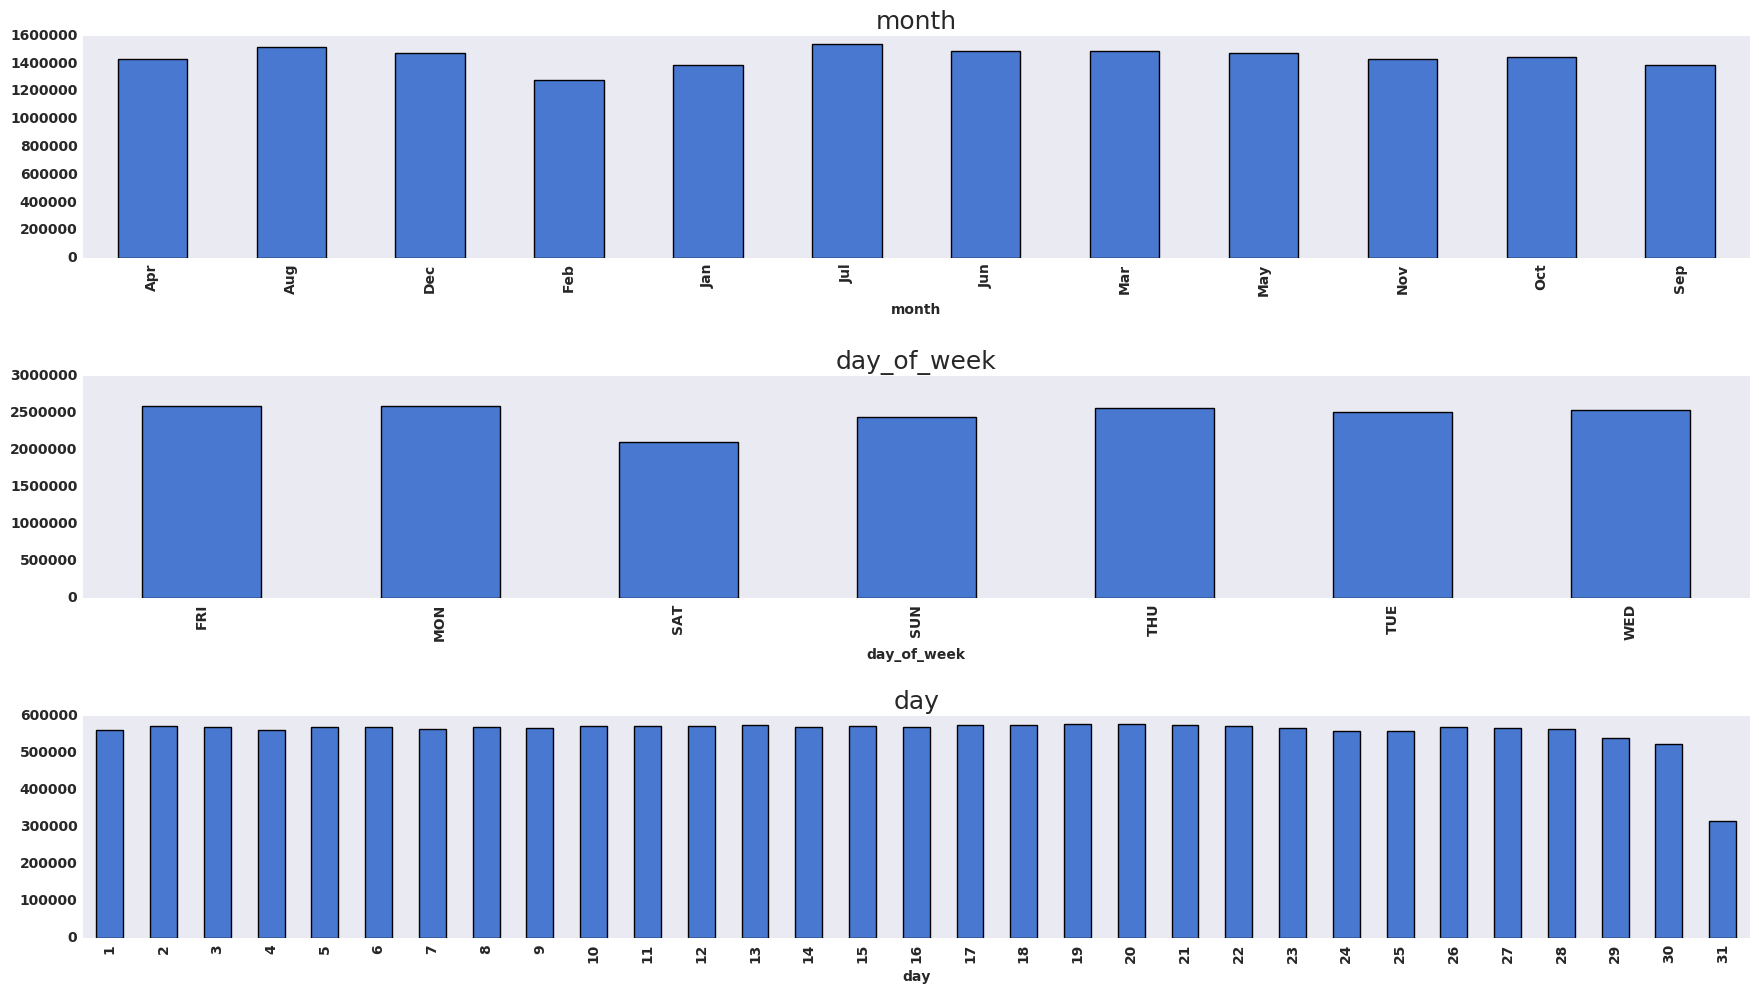 month
1600000
1400000
1200000
1000000
800000
600000
400000
200000
0
Apr Aug Dec Feb Jan Jul Jun Mar May Nov Oct Sep
month
day_of_week
3000000
2500000
2000000
1500000
1000000
500000
0
FRI MON SAT SUN THU TUE WED
day_of_week
day
600000
500000
400000
300000
200000
100000
0
1 2 3 4 5 6 7 8 9 10 11 12 13 14 15 16 17 18 19 20 21 22 23 24 25 26 27 28 29 30 31
day